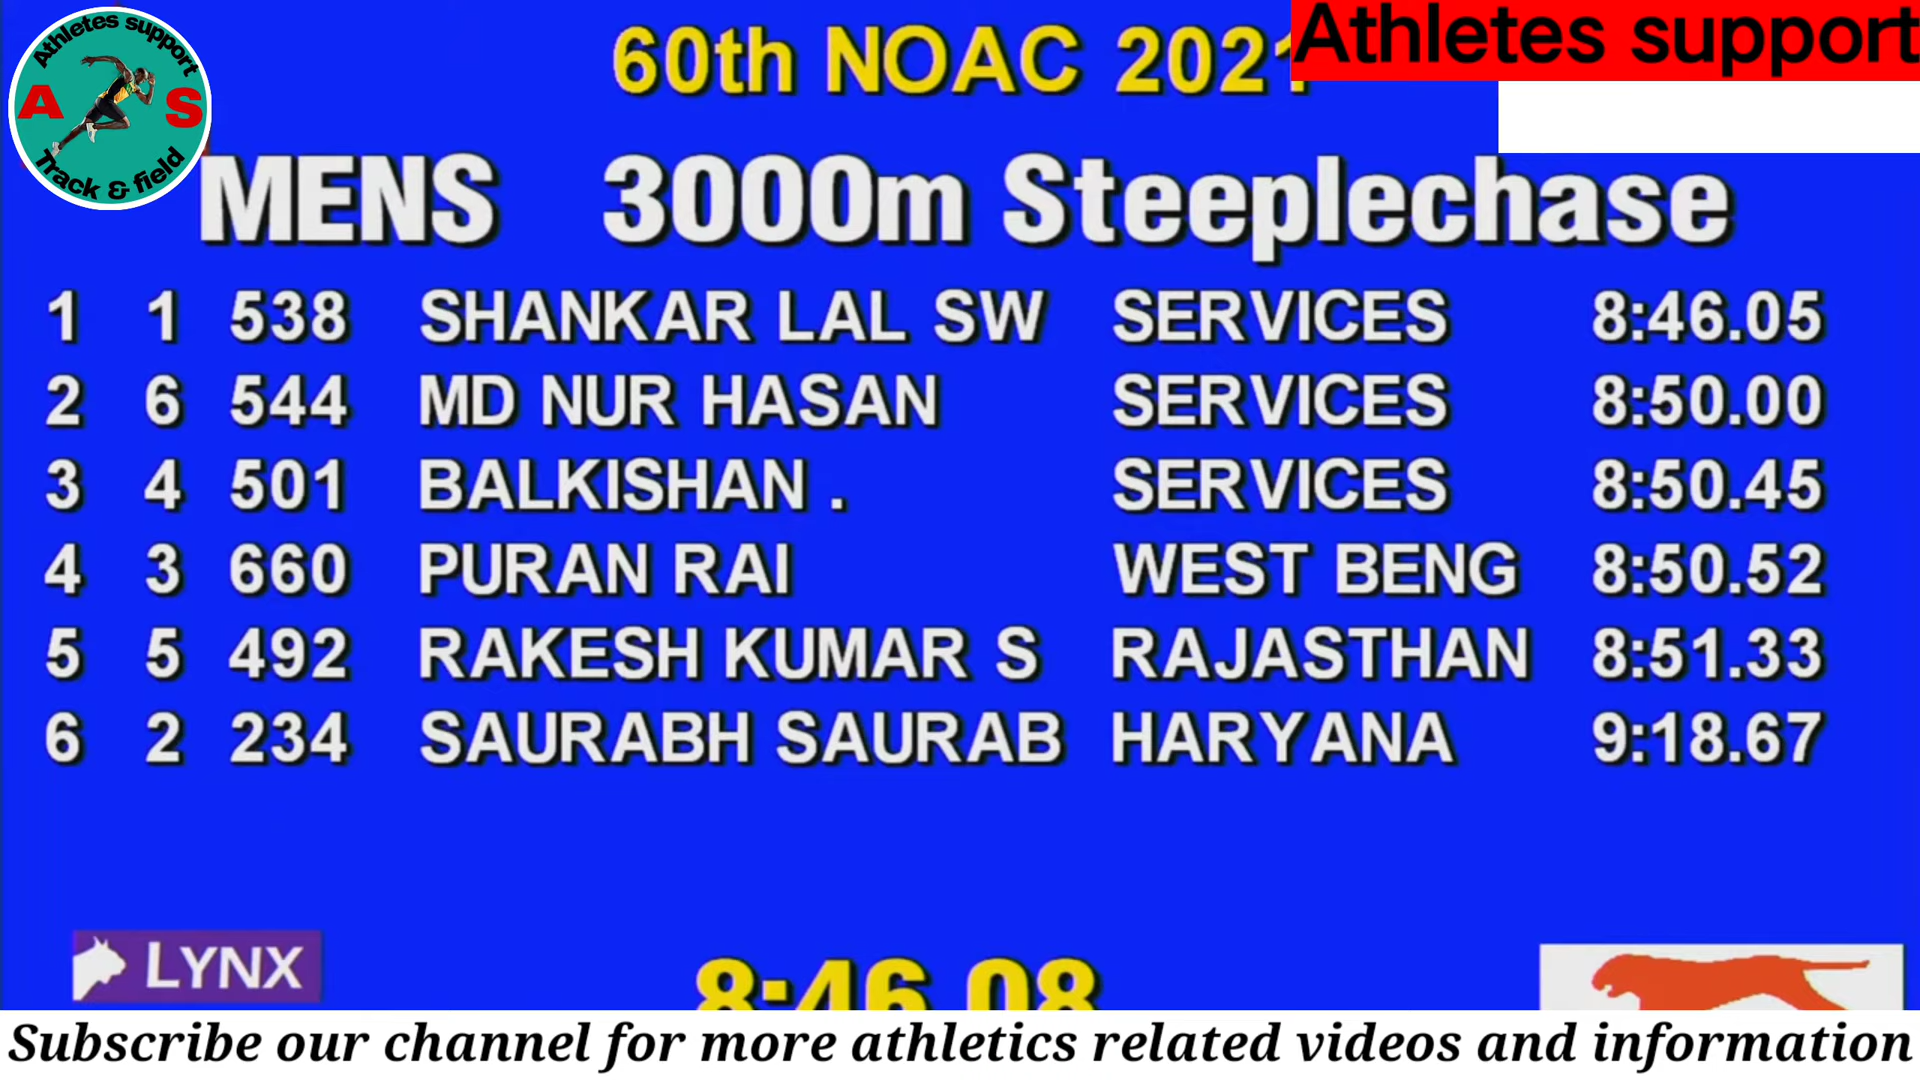 Athletes support
A S
Track & field
60th NOAC 2021
Athletes support
MENS 3000m Steeplechase
1 1 538 SHANKAR LAL SW SERVICES 8:46.05
2 6 544 MD NUR HASAN SERVICES 8:50.00
3 4 501 BALKISHAN . SERVICES 8:50.45
4 3 660 PURAN RAI WEST BENG 8:50.52
5 5 492 RAKESH KUMAR S RAJASTHAN 8:51.33
6 2 234 SAURABH SAURAB HARYANA 9:18.67
LYNX
8:46.08
Subscribe our channel for more athletics related videos and information